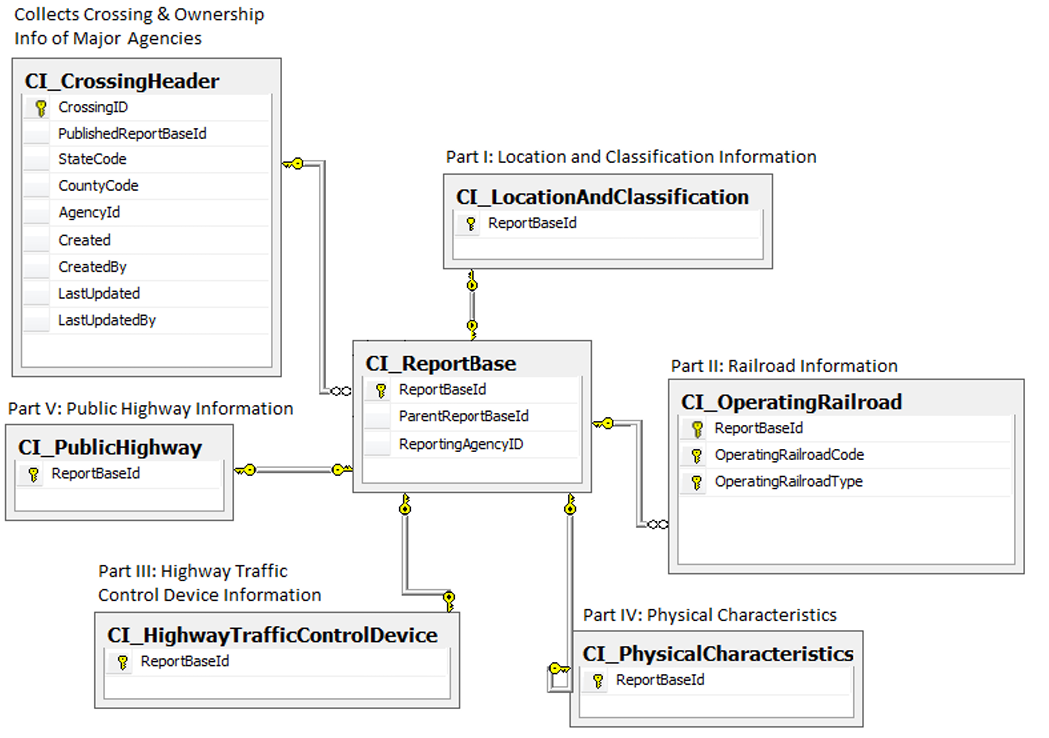 Collects Crossing & Ownership
Info of Major Agencies
CI_CrossingHeader
CrossingID
PublishedReportBaseId
StateCode
CountyCode
AgencyId
Created
CreatedBy
LastUpdated
LastUpdatedBy
Part I: Location and Classification Information
CI_LocationAndClassification
ReportBaseId
CI_ReportBase
ReportBaseId
ParentReportBaseId
ReportingAgencyID
Part II: Railroad Information
CI_OperatingRailroad
ReportBaseId
OperatingRailroadCode
OperatingRailroadType
Part V: Public Highway Information
CI_PublicHighway
ReportBaseId
Part III: Highway Traffic
Control Device Information
CI_HighwayTrafficControlDevice
ReportBaseId
Part IV: Physical Characteristics
CI_PhysicalCharacteristics
ReportBaseId